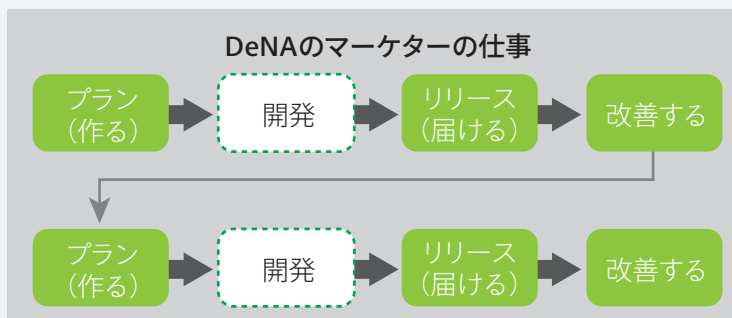 DeNAのマーケターの仕事
プラン
（作る）
開発
リリース
（届ける）
改善する
プラン
（作る）
開発
リリース
（届ける）
改善する